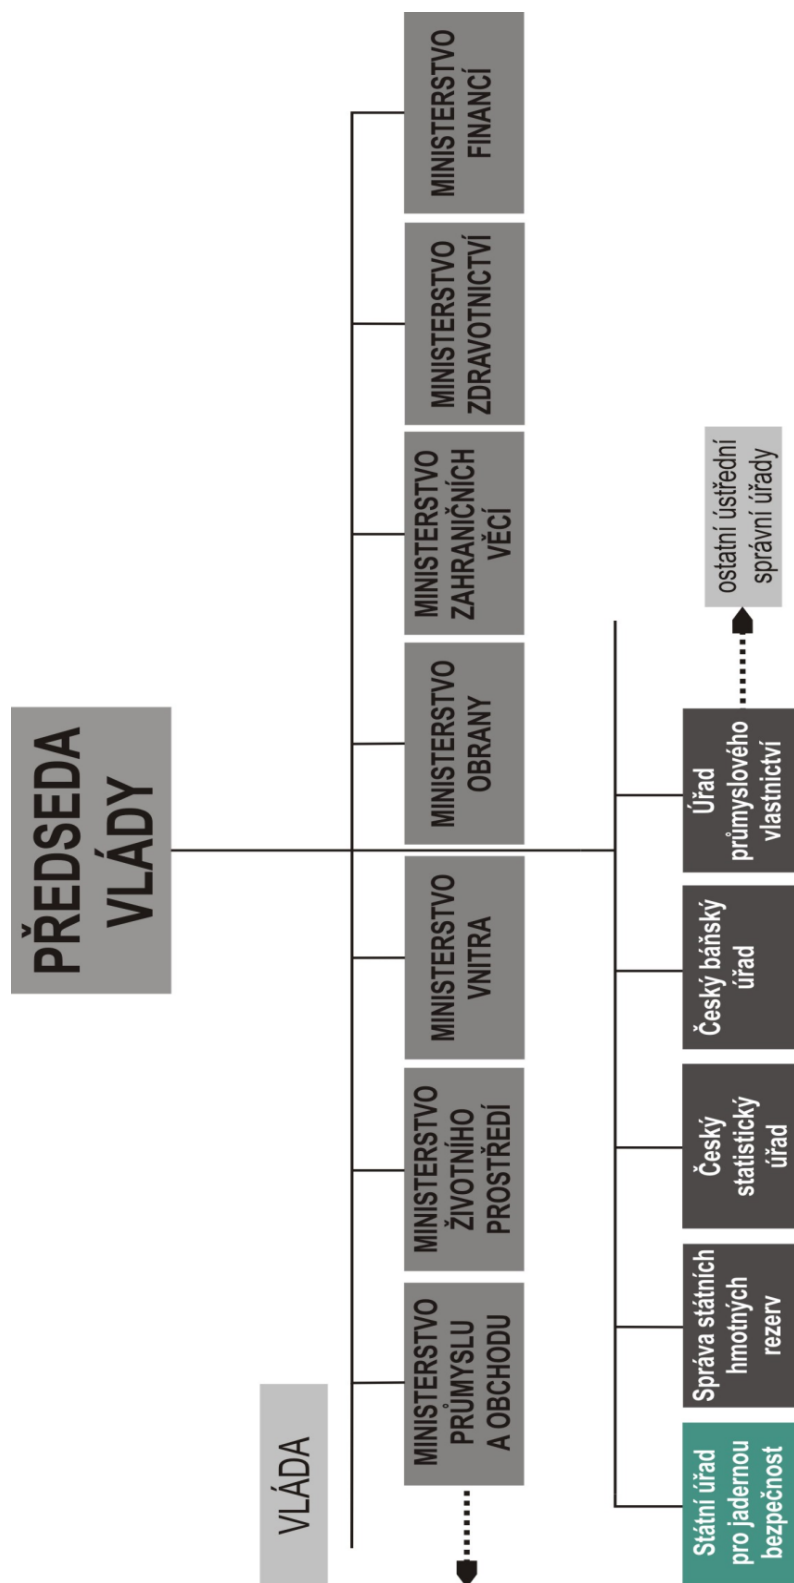 PŘEDSEDA
VLÁDY
VLÁDA
MINISTERSTVO
PRŮMYSLU
A OBCHODU
MINISTERSTVO
ŽIVOTNÍHO
PROSTŘEDÍ
MINISTERSTVO
VNITRA
MINISTERSTVO
OBRANY
MINISTERSTVO
ZAHRANIČNÍCH
VĚCÍ
MINISTERSTVO
ZDRAVOTNICTVÍ
MINISTERSTVO
FINANCÍ
Státní úřad
pro jadernou
bezpečnost
Správa státních
hmotných
rezerv
Český
statistický
úřad
Český báňský
úřad
Úřad
průmyslového
vlastnictví
ostatní ústřední
správní úřady